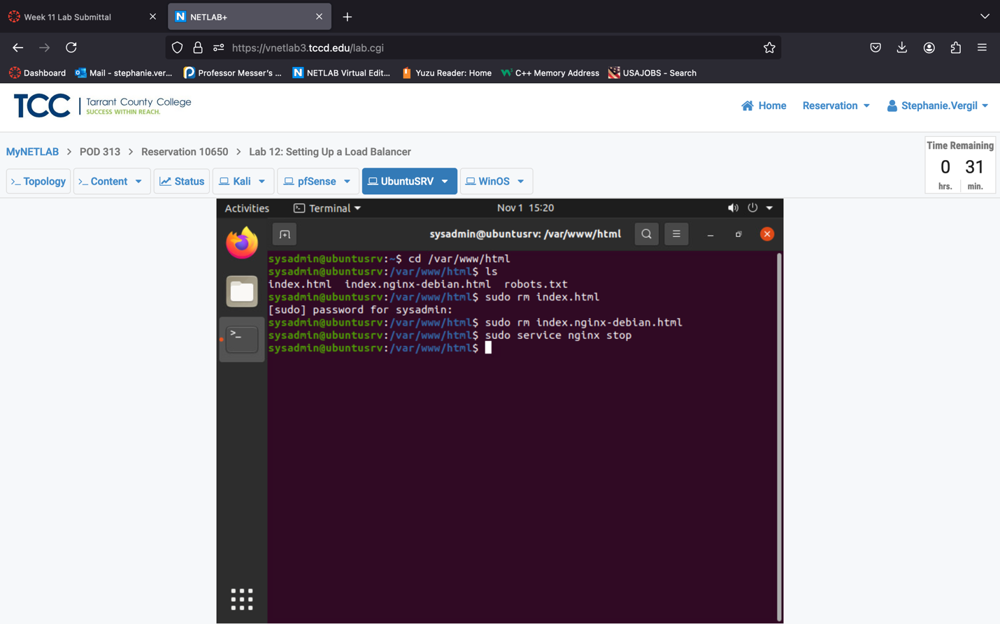 Week 11 Lab Submittal
NETLAB+
https://vnetlab3.tccd.edu/lab.cgi
Dashboard
Mail - stephanie.ver...
Professor Messer's ...
NETLAB Virtual Edit...
Yuzu Reader: Home
C++ Memory Address
USAJOBS - Search
TCC
Tarrant County College
SUCCESS WITHIN REACH.
Home
Reservation
Stephanie.Vergil
MyNETLAB > POD 313 > Reservation 10650 > Lab 12: Setting Up a Load Balancer
Time Remaining
0 31
hrs. min.
>_ Topology
>_ Content
Status
Kali
pfSense
UbuntuSRV
WinOS
Activities
Terminal
Nov 1 15:20
sysadmin@ubuntusrv: /var/www/html
sysadmin@ubuntusrv:~$ cd /var/www/html
sysadmin@ubuntusrv:/var/www/html$ ls
index.html index.nginx-debian.html robots.txt
sysadmin@ubuntusrv:/var/www/html$ sudo rm index.html
[sudo] password for sysadmin:
sysadmin@ubuntusrv:/var/www/html$ sudo rm index.nginx-debian.html
sysadmin@ubuntusrv:/var/www/html$ sudo service nginx stop
sysadmin@ubuntusrv:/var/www/html$